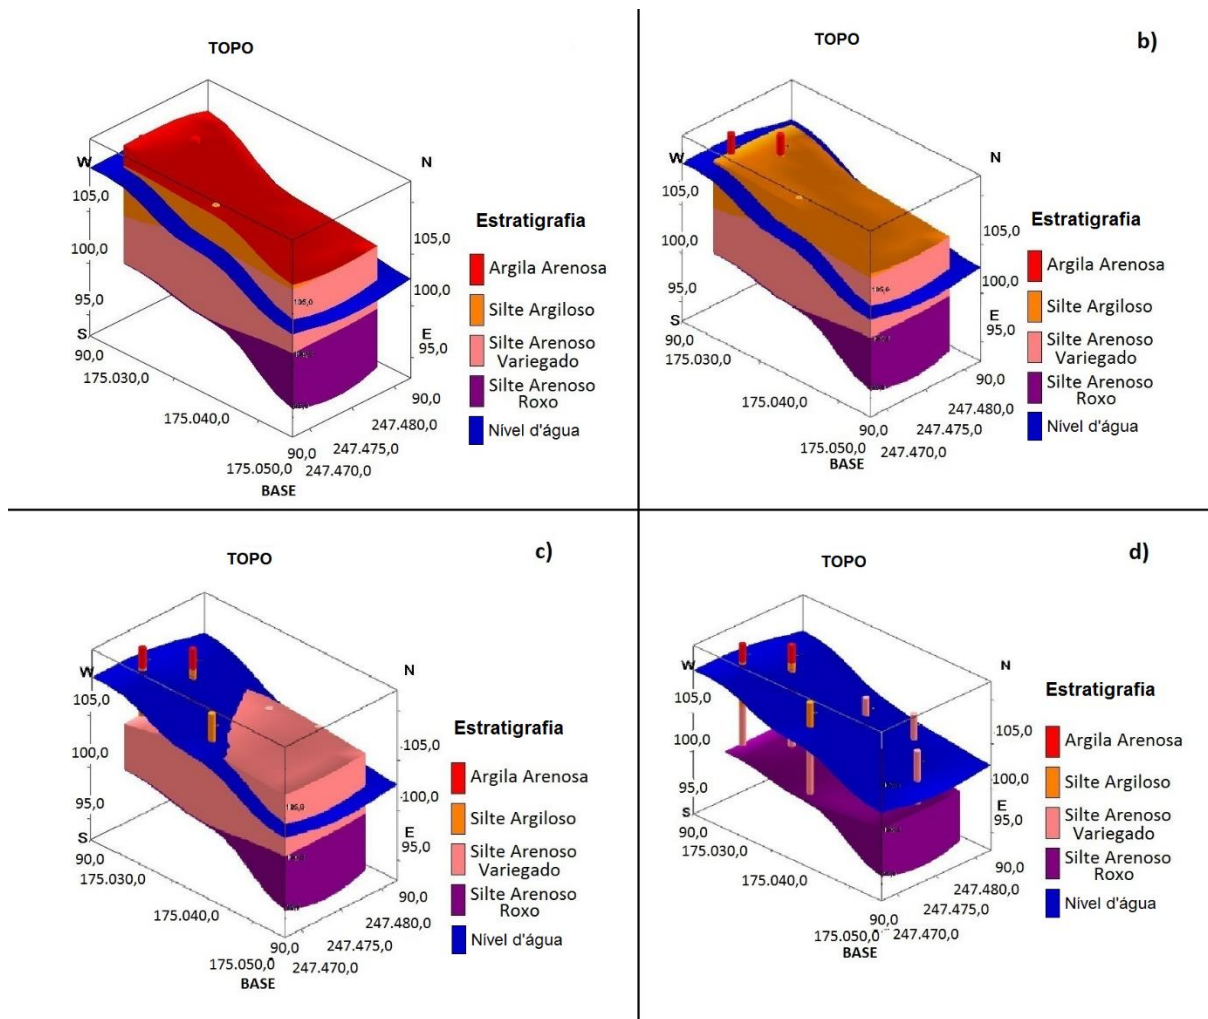 TOPO
W
N
105,0
100,0
95,0
S
90,0
175.030,0
175.040,0
175.050,0
BASE
90,0
247.470,0
247.475,0
247.480,0
90,0
95,0
E
100,0
105,0
105,0
Estratigrafia
Argila Arenosa
Silte Argiloso
Silte Arenoso
Variegado
Silte Arenoso
Roxo
Nível d'água
b)
TOPO
W
N
105,0
100,0
95,0
S
90,0
175.030,0
175.040,0
175.050,0
BASE
90,0
247.470,0
247.475,0
247.480,0
90,0
95,0
E
100,0
105,0
105,0
Estratigrafia
Argila Arenosa
Silte Argiloso
Silte Arenoso
Variegado
Silte Arenoso
Roxo
Nível d'água
c)
TOPO
W
N
105,0
100,0
95,0
S
90,0
175.030,0
175.040,0
175.050,0
BASE
90,0
247.470,0
247.475,0
247.480,0
90,0
95,0
E
100,0
105,0
105,0
Estratigrafia
Argila Arenosa
Silte Argiloso
Silte Arenoso
Variegado
Silte Arenoso
Roxo
Nível d'água
d)
TOPO
W
N
105,0
100,0
95,0
S
90,0
175.030,0
175.040,0
175.050,0
BASE
90,0
247.470,0
247.475,0
247.480,0
90,0
95,0
E
100,0
105,0
Estratigrafia
Argila Arenosa
Silte Argiloso
Silte Arenoso
Variegado
Silte Arenoso
Roxo
Nível d'água